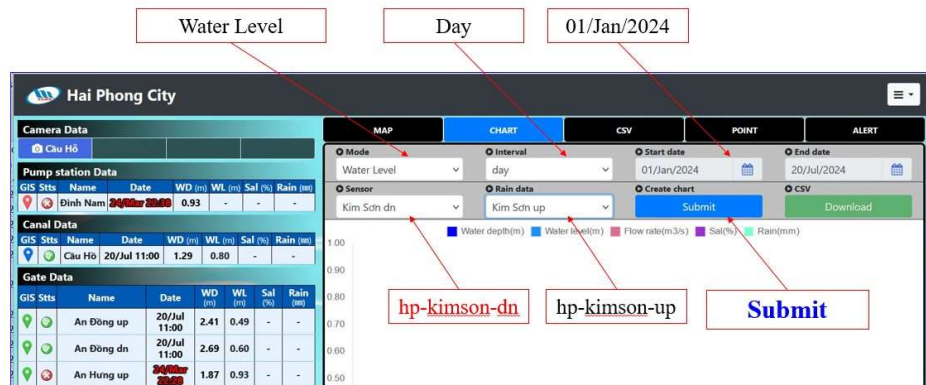 Water Level
Day
01/Jan/2024
Hai Phong City
Camera Data
Cầu Hồ
Pump station Data
GIS Stts Name Date WD (m) WL (m) Sal (%) Rain (mm)
Đình Nam 24/Mar 22:38 0.93 - - -
Canal Data
GIS Stts Name Date WD (m) WL (m) Sal (%) Rain (mm)
Cầu Hồ 20/Jul 11:00 1.29 0.80 - -
Gate Data
GIS Stts Name Date WD (m) WL (m) Sal (%) Rain (mm)
An Đồng up 20/Jul 11:00 2.41 0.49 - -
An Đồng dn 20/Jul 11:00 2.69 0.60 - -
An Hưng up 24/Mar 22:28 1.87 0.93 - -
MAP CHART CSV POINT ALERT
Mode Interval Start date End date
Water Level day 01/Jan/2024 20/Jul/2024
Sensor Rain data Create chart CSV
Kim Sơn dn Kim Sơn up Submit Download
Water depth(m) Water level(m) Flow rate(m3/s) Sal(%) Rain(mm)
1.00
0.90
0.80
0.70
0.60
0.50
hp-kimson-dn
hp-kimson-up
Submit